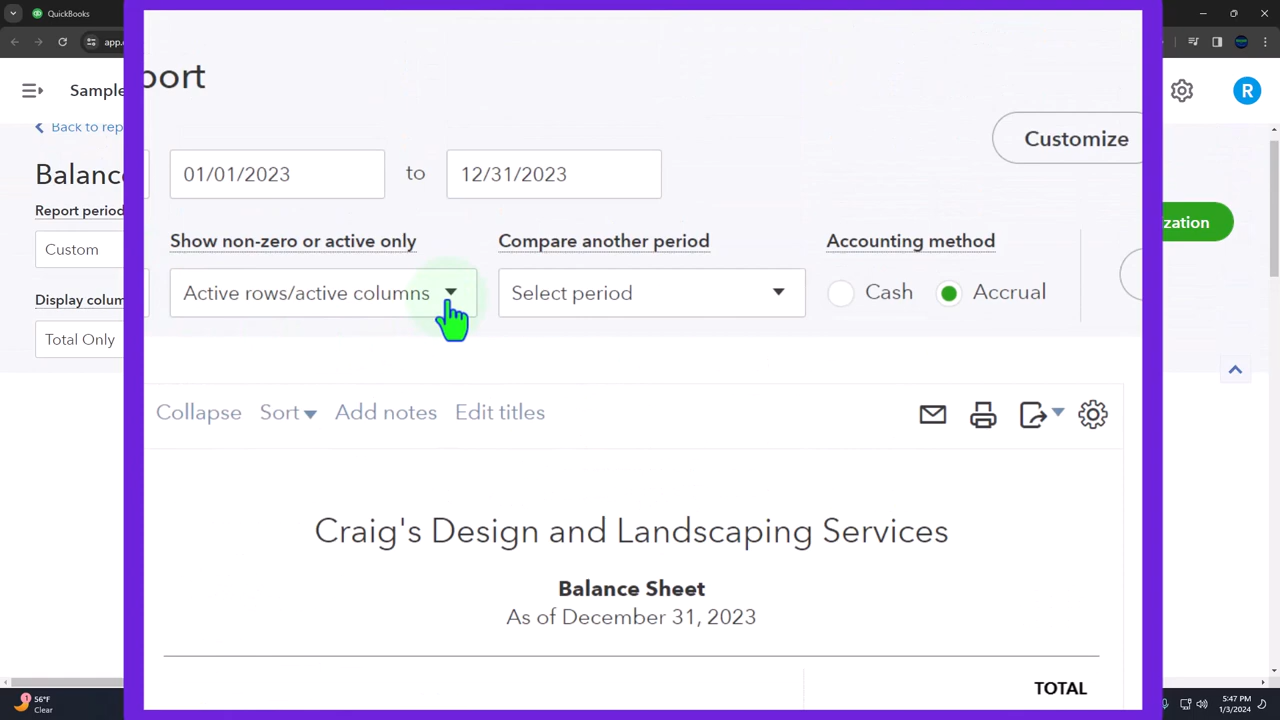 QuickBooks
app.
Sample
Back to rep
Balanc
Report period
Custom
Display colum
Total Only
port
01/01/2023 to 12/31/2023
Customize
Show non-zero or active only
Compare another period
Accounting method
Active rows/active columns
Select period
Cash
Accrual
zation
R
Collapse Sort Add notes Edit titles
Craig's Design and Landscaping Services
Balance Sheet
As of December 31, 2023
TOTAL
1
56°F
Clear
5:47 PM
1/3/2024